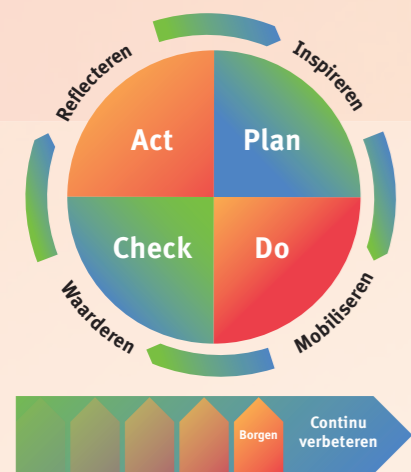 Reflecteren
Inspireren
Act
Plan
Check
Do
Waarderen
Mobiliseren
Borgen
Continu
verbeteren